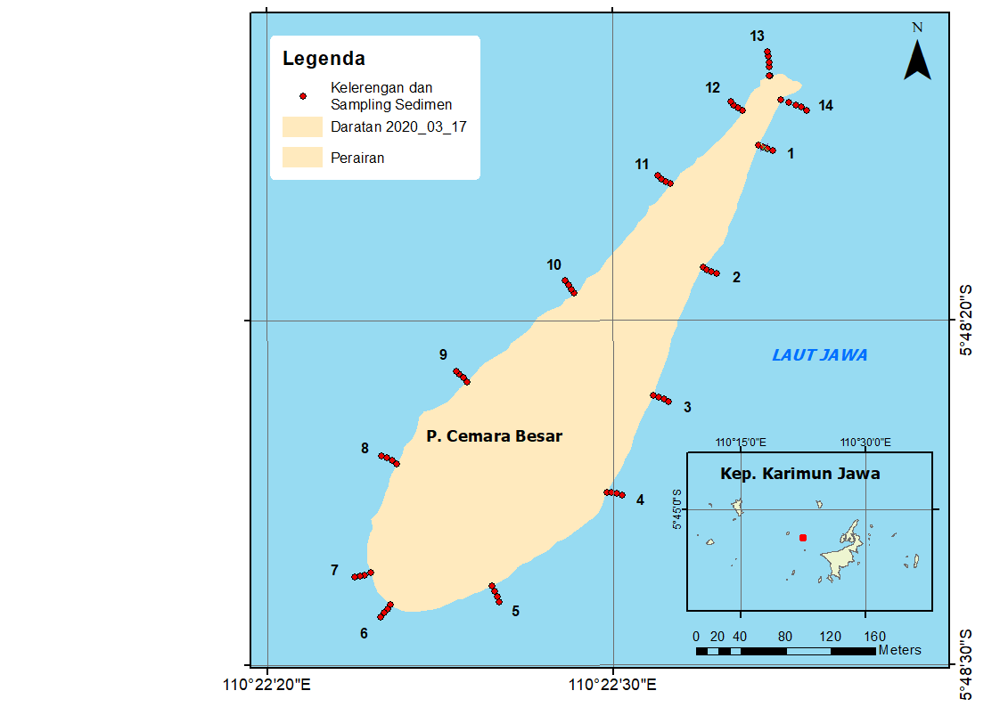 Legenda
Kelerengan dan
Sampling Sedimen
Daratan 2020_03_17
Perairan
N
13
12
14
1
11
2
10
5°48'20"S
LAUT JAWA
9
3
P. Cemara Besar
8
4
7
5
6
110°15'0"E 110°30'0"E
Kep. Karimun Jawa
5°45'0"S
0 20 40 80 120 160
Meters
5°48'30"S
110°22'20"E 110°22'30"E